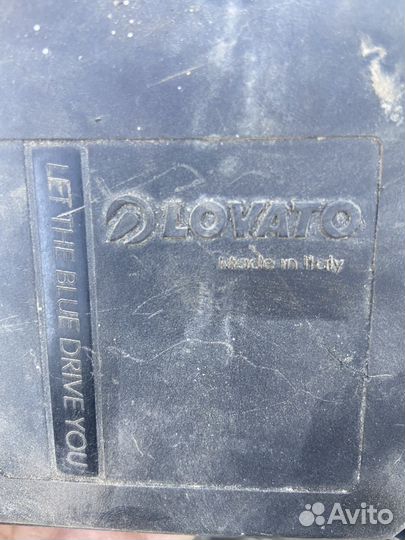 LOVATO
Made in Italy
LET THE BLUE DRIVE YOU
Avito